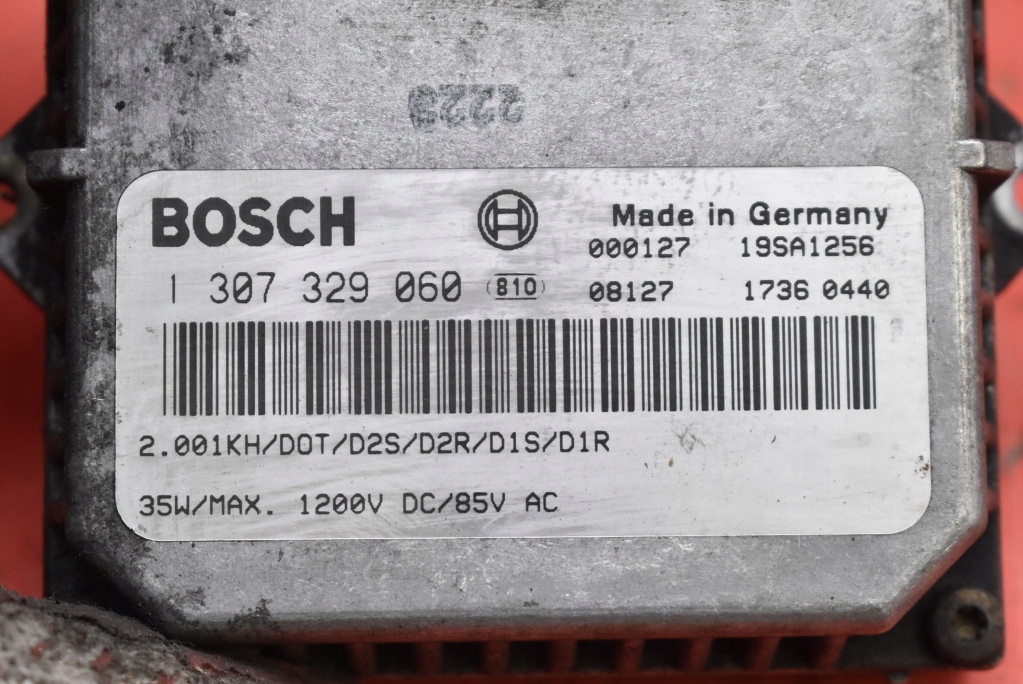 2223
BOSCH
Made in Germany
000127 19SA1256
1 307 329 060 (810) 08127 1736 0440
2.001KH/DOT/D2S/D2R/D1S/D1R
35W/MAX. 1200V DC/85V AC